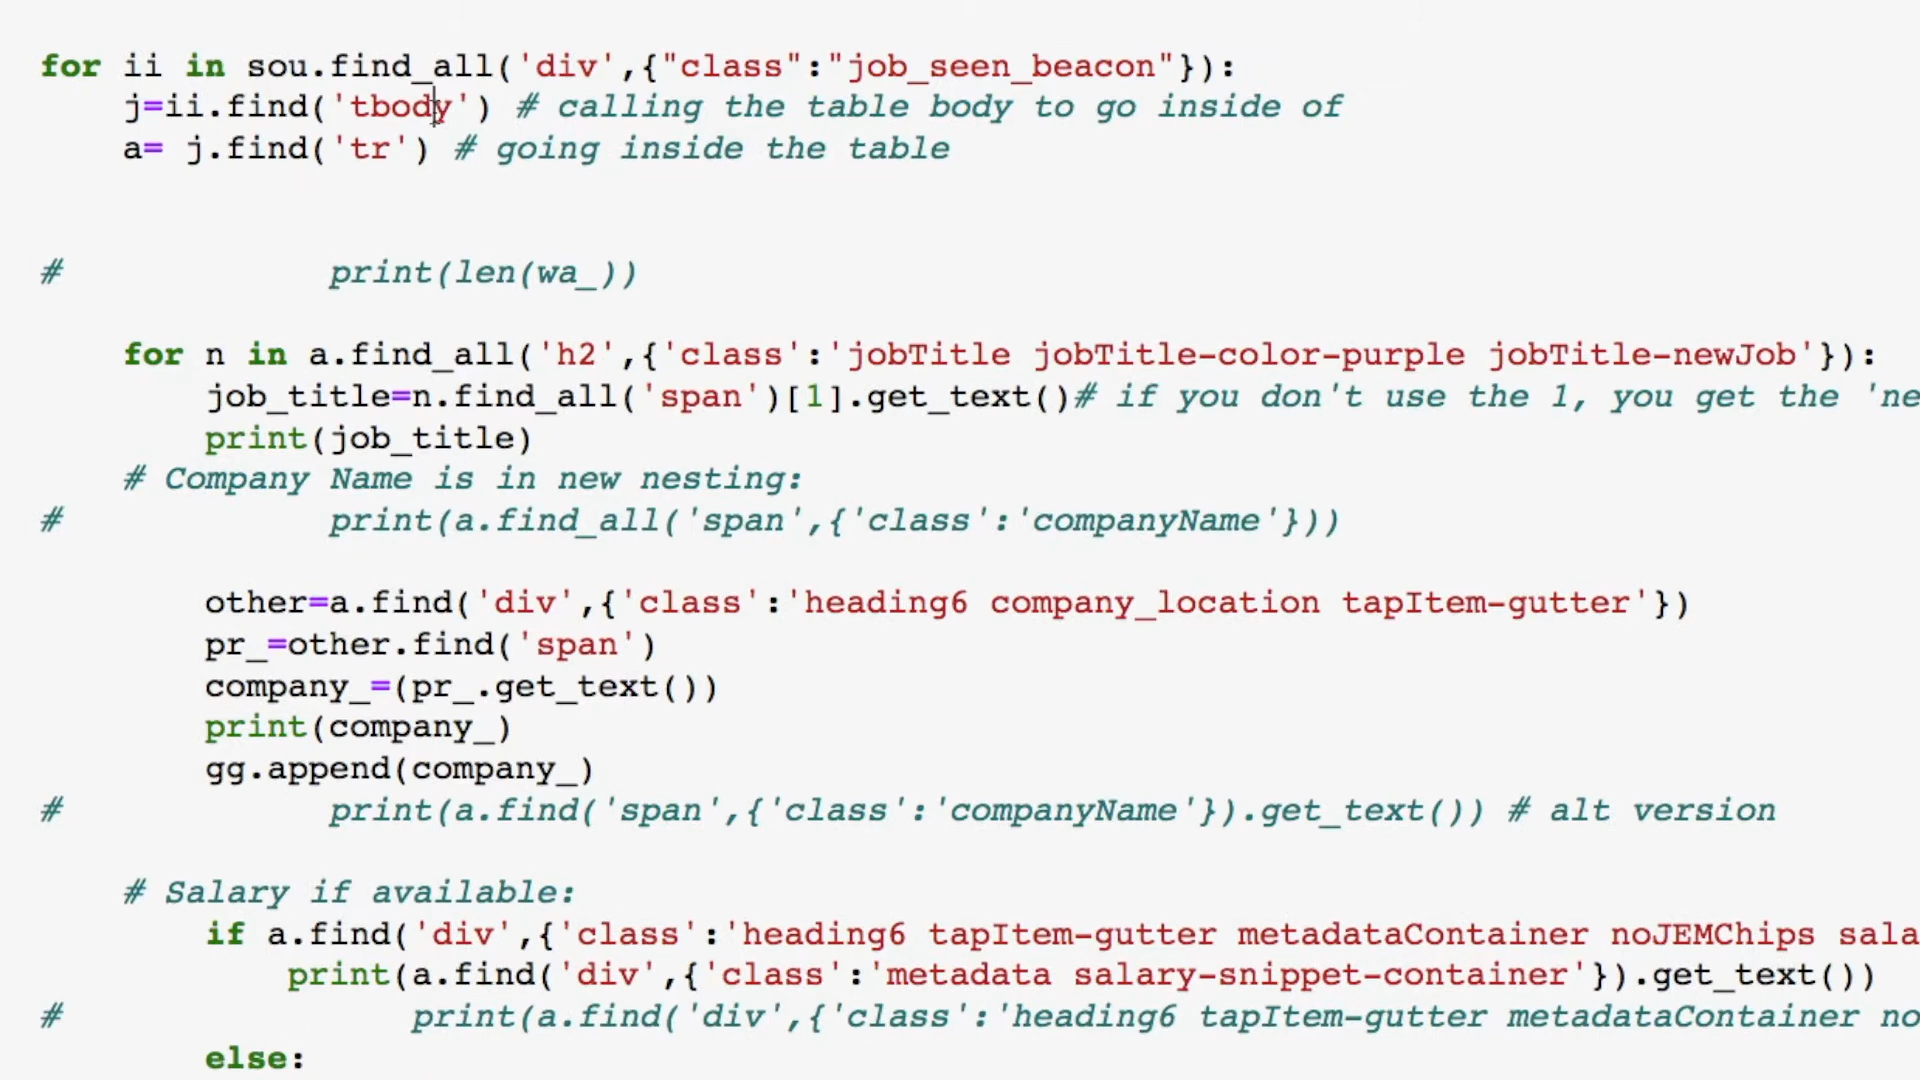 for ii in sou.find_all('div',{"class":"job_seen_beacon"}):
    j=ii.find('tbody') # calling the table body to go inside of
    a= j.find('tr') # going inside the table
#             print(len(wa_))
    for n in a.find_all('h2',{'class':'jobTitle jobTitle-color-purple jobTitle-newJob'}):
        job_title=n.find_all('span')[1].get_text()# if you don't use the 1, you get the 'ne
        print(job_title)
    # Company Name is in new nesting:
#             print(a.find_all('span',{'class':'companyName'}))
        other=a.find('div',{'class':'heading6 company_location tapItem-gutter'})
        pr_=other.find('span')
        company_=(pr_.get_text())
        print(company_)
        gg.append(company_)
#             print(a.find('span',{'class':'companyName'}).get_text()) # alt version
    # Salary if available:
        if a.find('div',{'class':'heading6 tapItem-gutter metadataContainer noJEMChips sala
            print(a.find('div',{'class':'metadata salary-snippet-container'}).get_text())
#                 print(a.find('div',{'class':'heading6 tapItem-gutter metadataContainer no
        else: